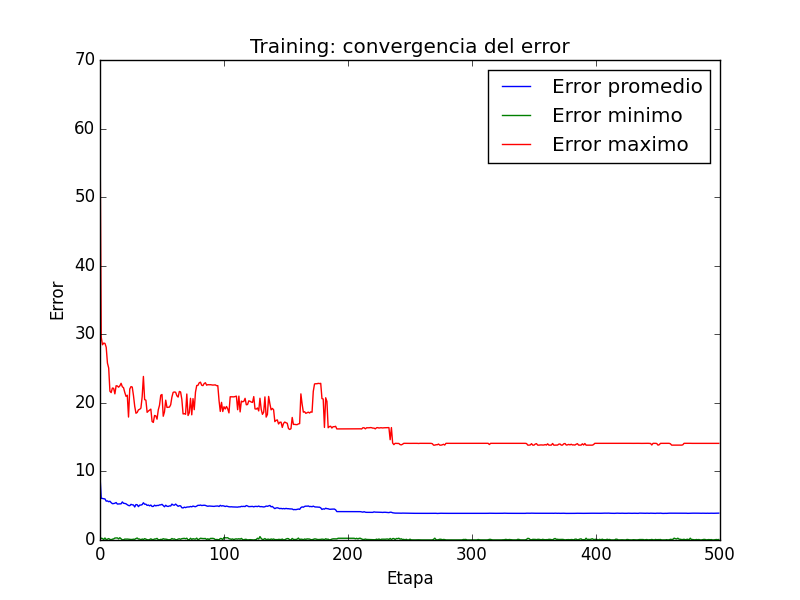 Training: convergencia del error
Error promedio
Error minimo
Error maximo
70
60
50
40
30
20
10
0
Error
0 100 200 300 400 500
Etapa